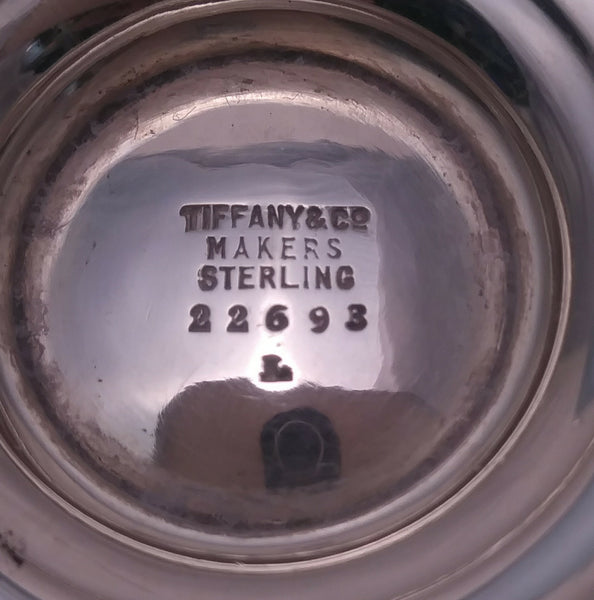 TIFFANY & Co
MAKERS
STERLING
22693
L